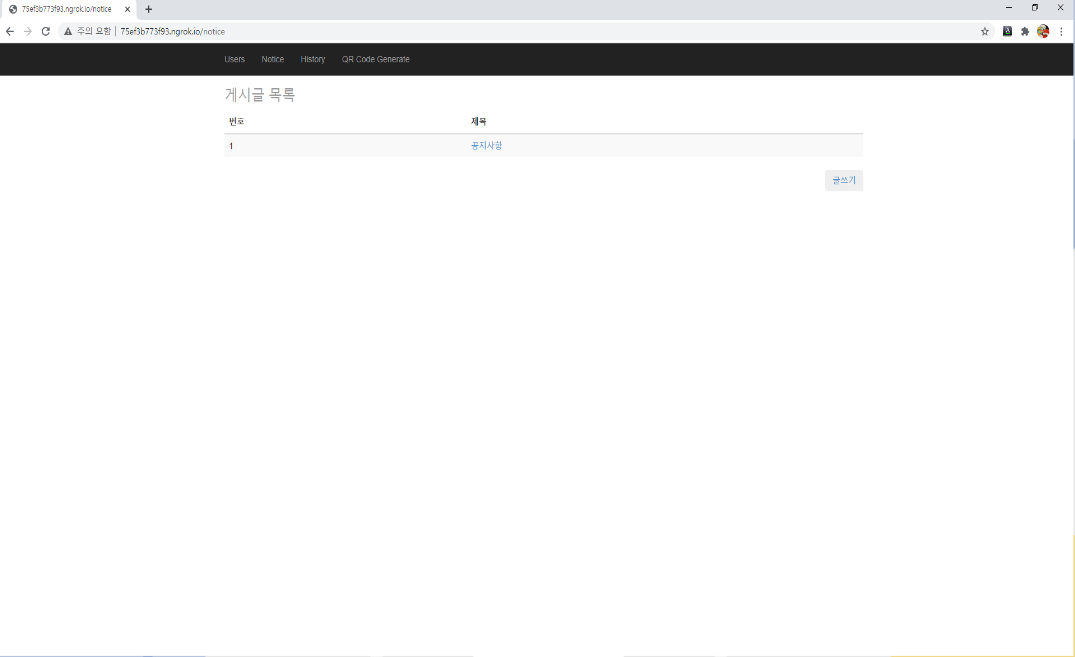 75ef3b773f93.ngrok.io/notice
주의 요함 | 75ef3b773f93.ngrok.io/notice
Users Notice History QR Code Generate
게시글 목록
번호 제목
1 공지사항
글쓰기